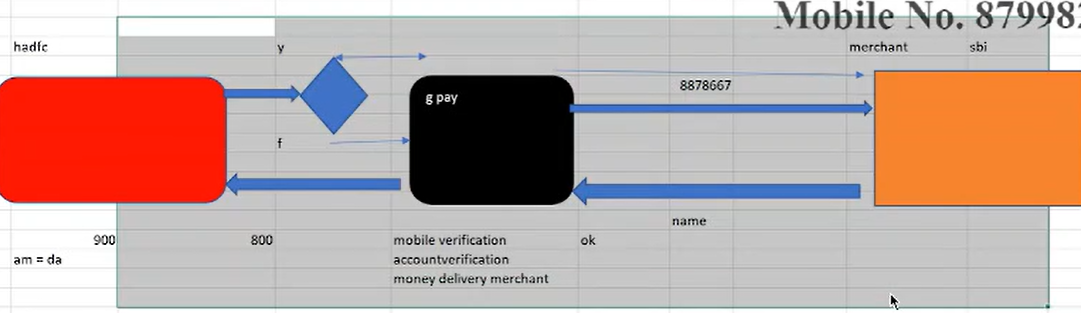 Mobile No. 87998
hadfc
y
merchant
sbi
8878667
g pay
f
name
900
800
mobile verification
ok
am = da
accountverification
money delivery merchant